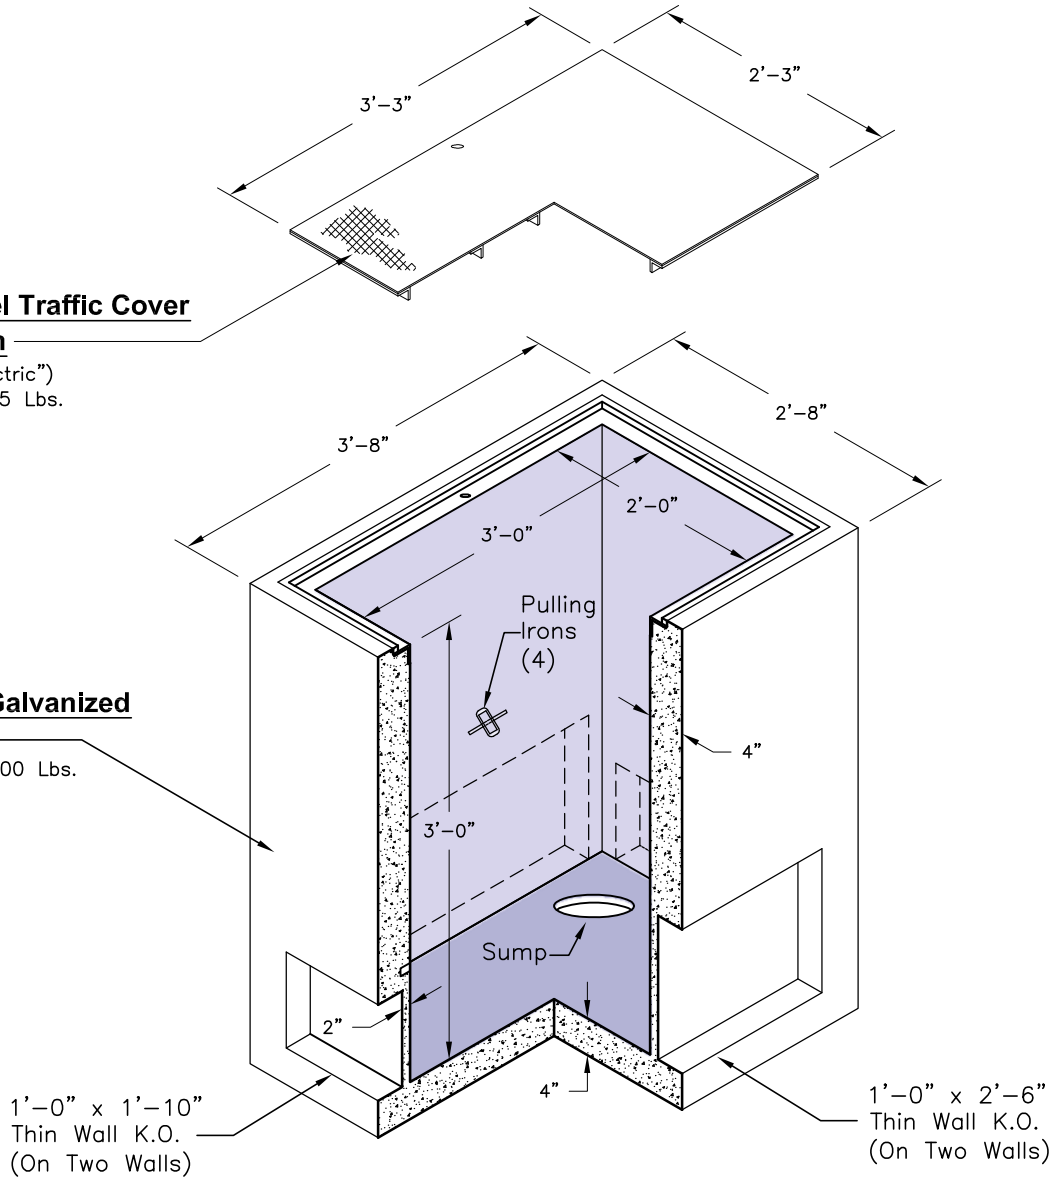 2'-3"
3'-3"
Traffic Cover
ctric")
5 Lbs.
2'-8"
3'-8"
2'-0"
3'-0"
Pulling
Irons
(4)
Galvanized
4"
00 Lbs.
3'-0"
Sump
2"
4"
1'-0" x 1'-10"
Thin Wall K.O.
(On Two Walls)
1'-0" x 2'-6"
Thin Wall K.O.
(On Two Walls)